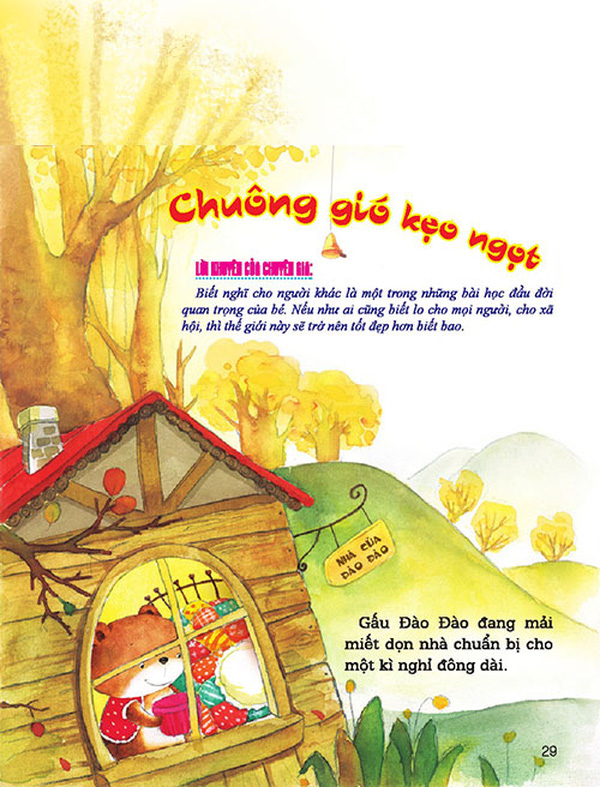 Chuông gió kẹo ngọt
LỜI KHUYÊN CỦA CHUYÊN GIA:
Biết nghĩ cho người khác là một trong những bài học đầu đời
quan trọng của bé. Nếu như ai cũng biết lo cho mọi người, cho xã
hội, thì thế giới này sẽ trở nên tốt đẹp hơn biết bao.
NHÀ CỦA
ĐÀO ĐÀO
Gấu Đào Đào đang mải
miết dọn nhà chuẩn bị cho
một kì nghỉ đông dài.
29